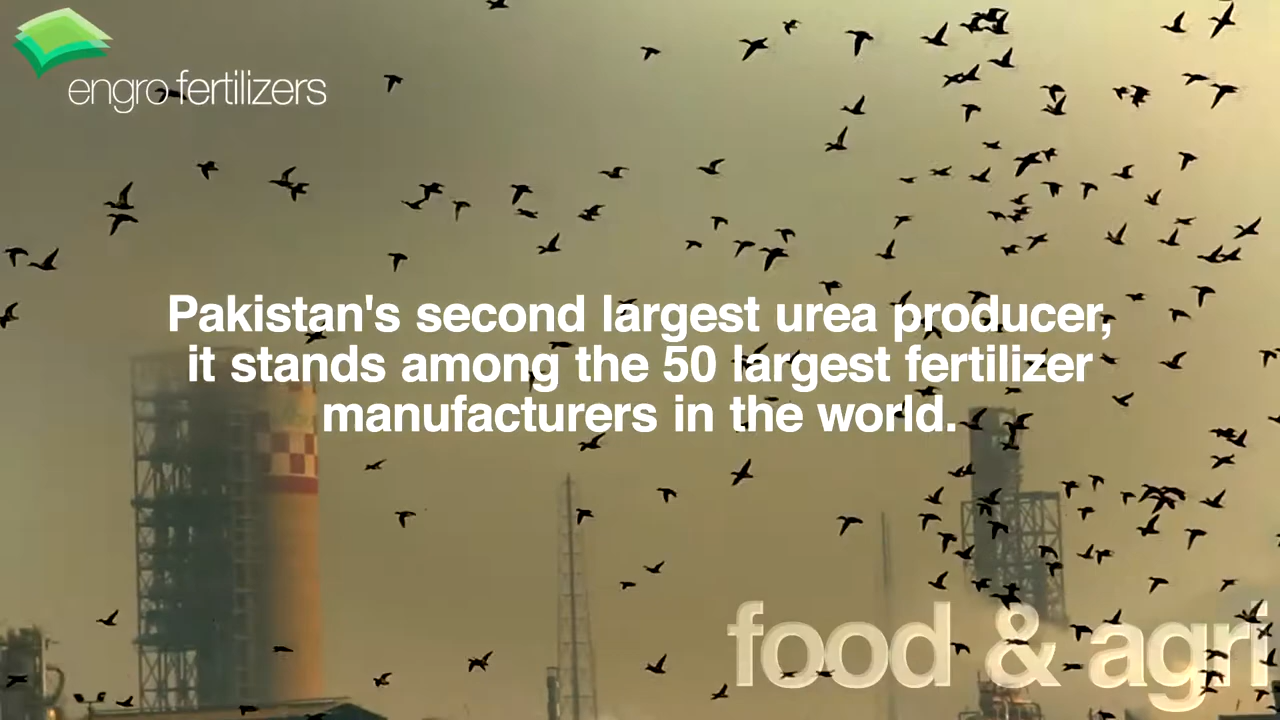 engro fertilizers
Pakistan's second largest urea producer,
it stands among the 50 largest fertilizer
manufacturers in the world.
food & agri